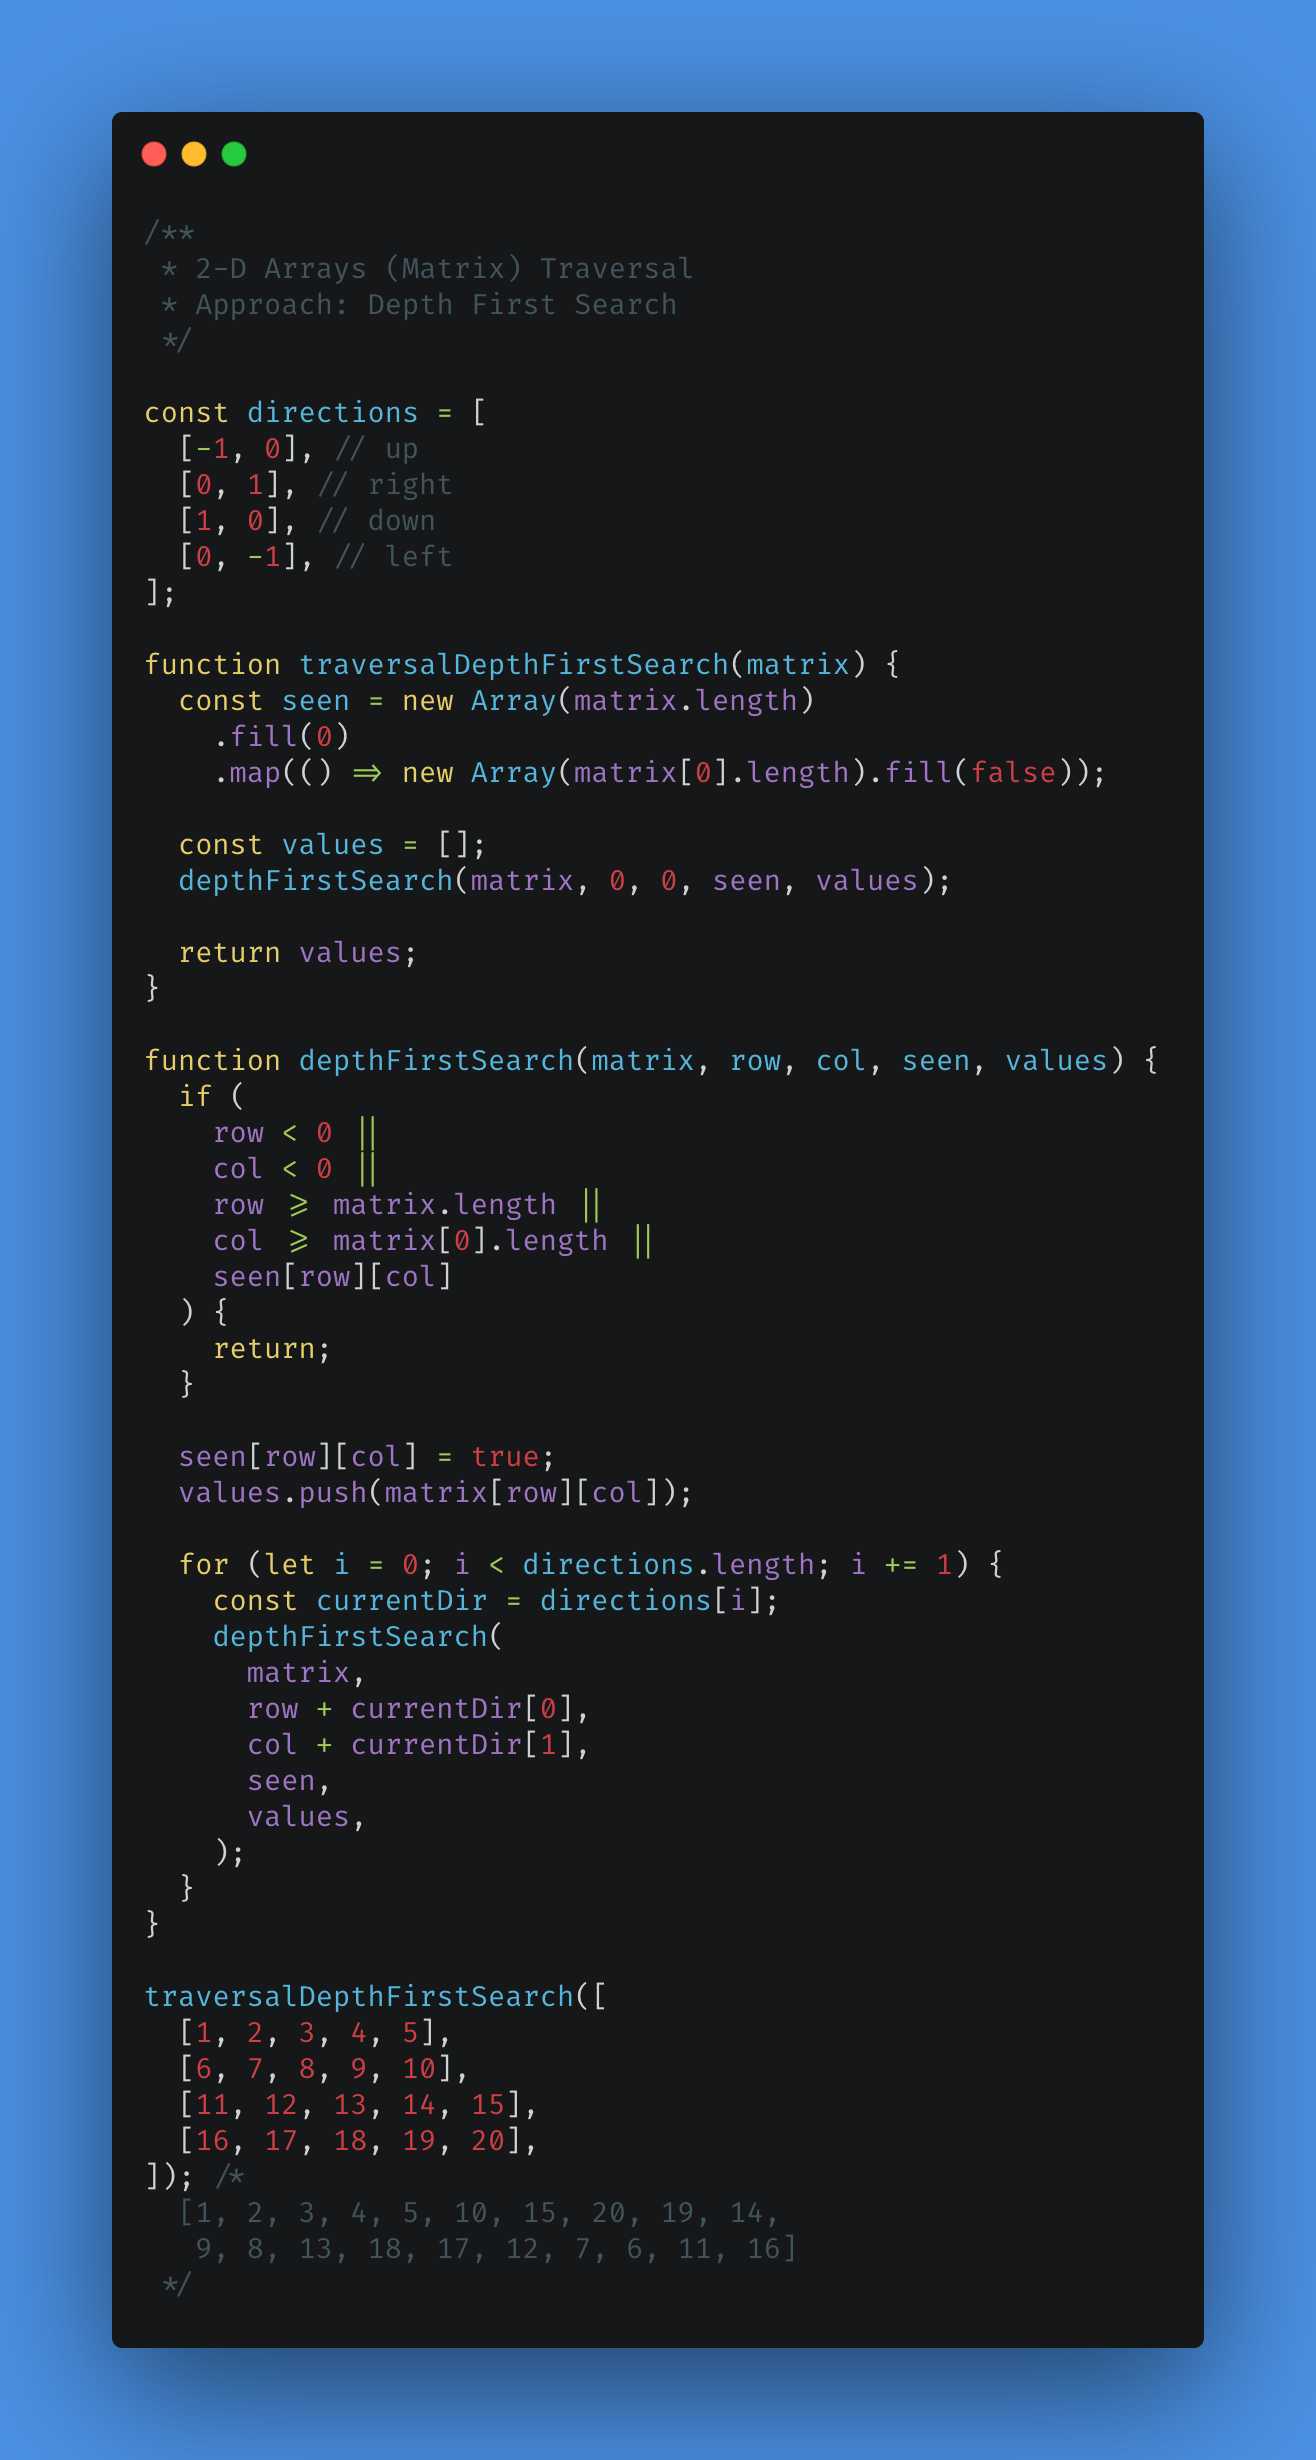 /**
 * 2-D Arrays (Matrix) Traversal
 * Approach: Depth First Search
 */

const directions = [
  [-1, 0], // up
  [0, 1], // right
  [1, 0], // down
  [0, -1], // left
];

function traversalDepthFirstSearch(matrix) {
  const seen = new Array(matrix.length)
    .fill(0)
    .map(() => new Array(matrix[0].length).fill(false));

  const values = [];
  depthFirstSearch(matrix, 0, 0, seen, values);

  return values;
}

function depthFirstSearch(matrix, row, col, seen, values) {
  if (
    row < 0 ||
    col < 0 ||
    row >= matrix.length ||
    col >= matrix[0].length ||
    seen[row][col]
  ) {
    return;
  }

  seen[row][col] = true;
  values.push(matrix[row][col]);

  for (let i = 0; i < directions.length; i += 1) {
    const currentDir = directions[i];
    depthFirstSearch(
      matrix,
      row + currentDir[0],
      col + currentDir[1],
      seen,
      values,
    );
  }
}

traversalDepthFirstSearch([
  [1, 2, 3, 4, 5],
  [6, 7, 8, 9, 10],
  [11, 12, 13, 14, 15],
  [16, 17, 18, 19, 20],
]); /*
  [1, 2, 3, 4, 5, 10, 15, 20, 19, 14,
   9, 8, 13, 18, 17, 12, 7, 6, 11, 16]
 */